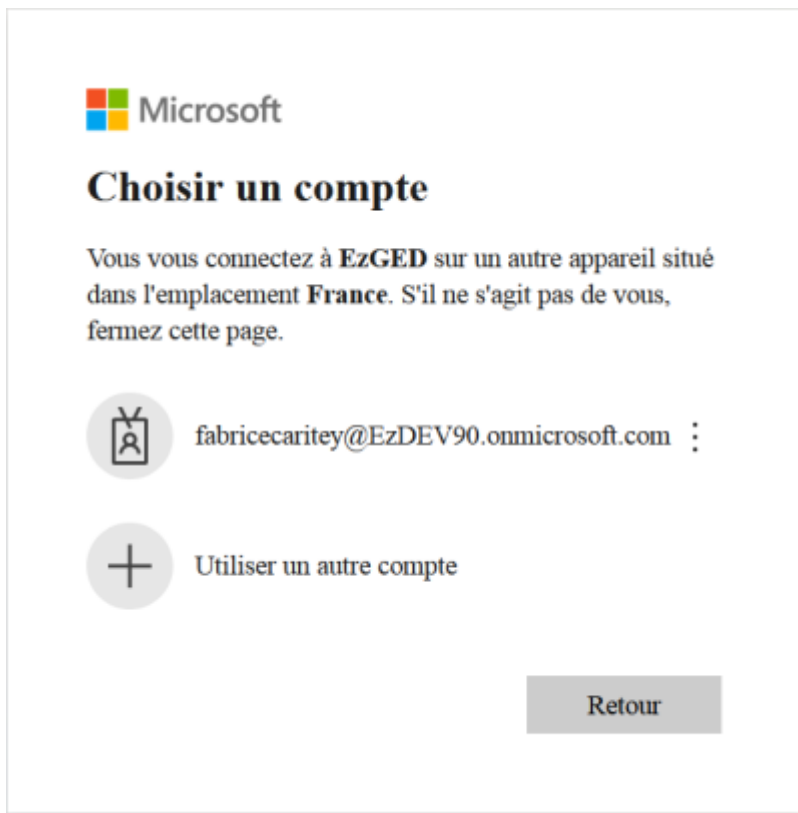 Microsoft
Choisir un compte
Vous vous connectez à EzGED sur un autre appareil situé
dans l'emplacement France. S'il ne s'agit pas de vous,
fermez cette page.
fabricecaritey@EzDEV90.onmicrosoft.com
Utiliser un autre compte
Retour